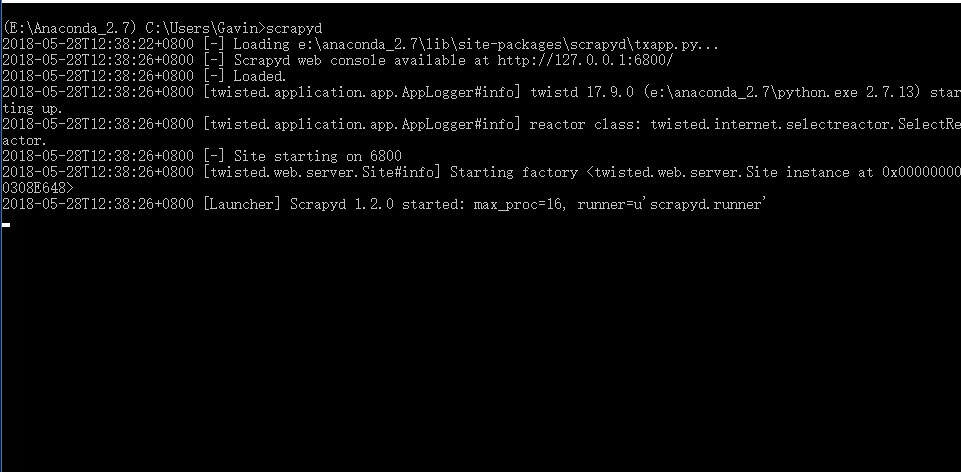 (E:\Anaconda_2.7) C:\Users\Gavin>scrapyd
2018-05-28T12:38:22+0800 [-] Loading e:\anaconda_2.7\lib\site-packages\scrapyd\txapp.py...
2018-05-28T12:38:26+0800 [-] Scrapyd web console available at http://127.0.0.1:6800/
2018-05-28T12:38:26+0800 [-] Loaded.
2018-05-28T12:38:26+0800 [twisted.application.app.AppLogger#info] twistd 17.9.0 (e:\anaconda_2.7\python.exe 2.7.13) star
ting up.
2018-05-28T12:38:26+0800 [twisted.application.app.AppLogger#info] reactor class: twisted.internet.selectreactor.SelectRe
actor.
2018-05-28T12:38:26+0800 [-] Site starting on 6800
2018-05-28T12:38:26+0800 [twisted.web.server.Site#info] Starting factory <twisted.web.server.Site instance at 0x00000000
0308E648>
2018-05-28T12:38:26+0800 [Launcher] Scrapyd 1.2.0 started: max_proc=16, runner=u'scrapyd.runner'